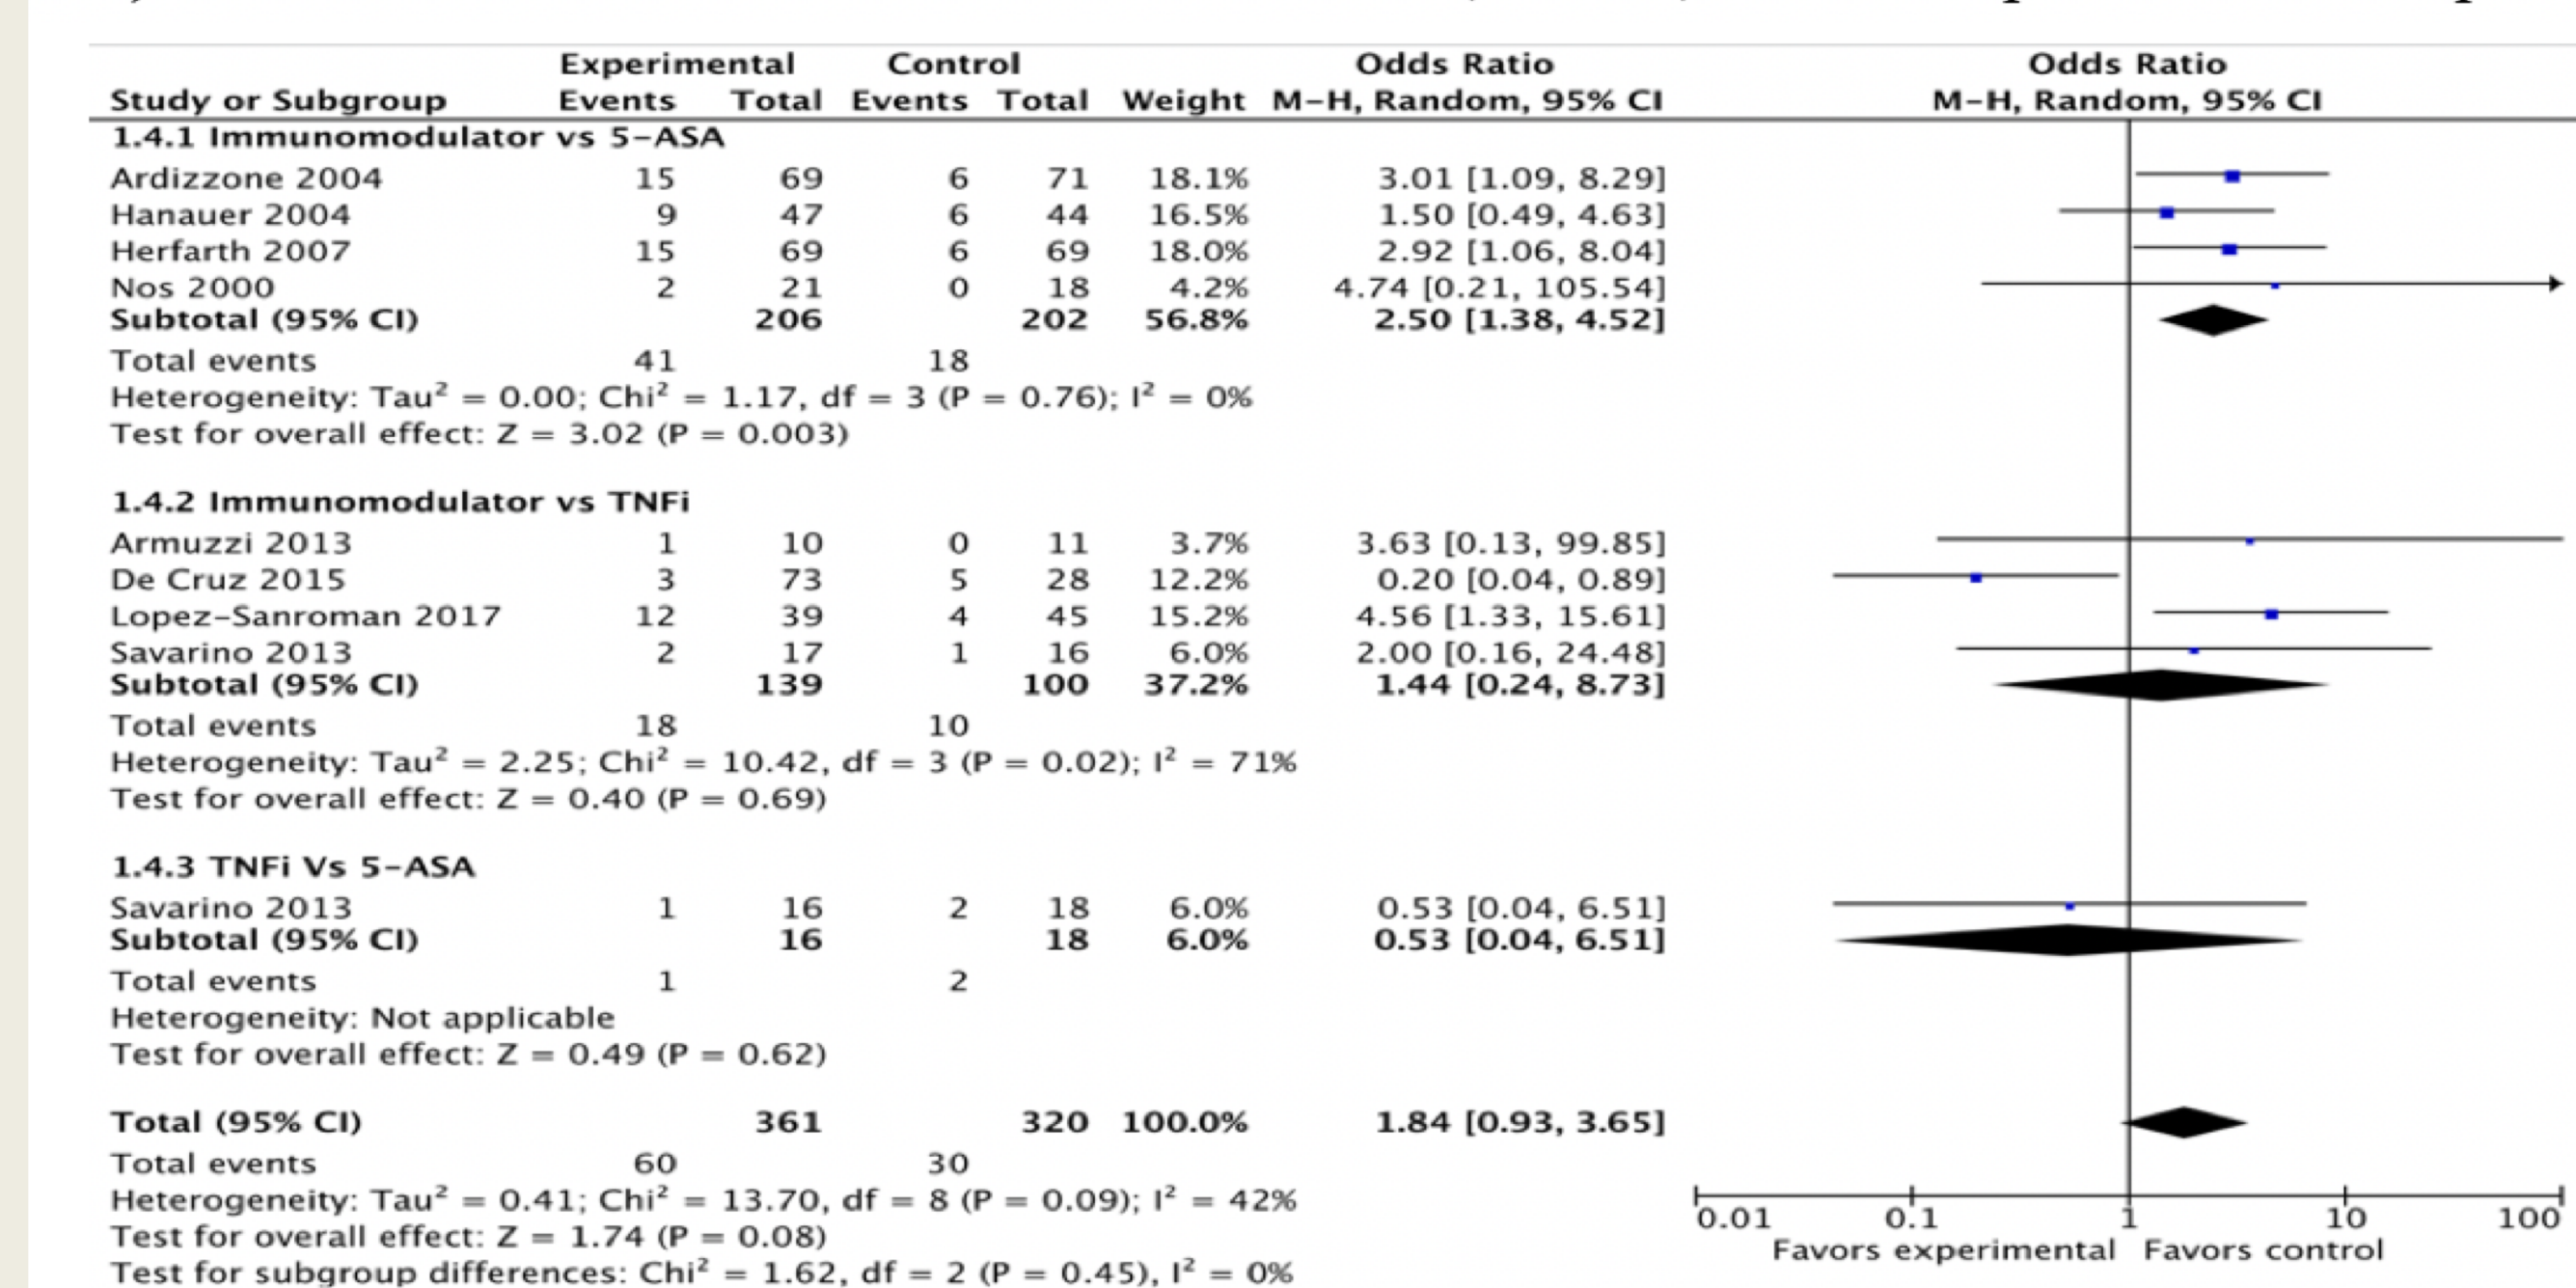 Experimental Control Odds Ratio Odds Ratio
Study or Subgroup Events Total Events Total Weight M-H, Random, 95% CI M-H, Random, 95% CI
1.4.1 Immunomodulator vs 5-ASA
Ardizzone 2004 15 69 6 71 18.1% 3.01 [1.09, 8.29]
Hanauer 2004 9 47 6 44 16.5% 1.50 [0.49, 4.63]
Herfarth 2007 15 69 6 69 18.0% 2.92 [1.06, 8.04]
Nos 2000 2 21 0 18 4.2% 4.74 [0.21, 105.54]
Subtotal (95% CI) 206 202 56.8% 2.50 [1.38, 4.52]
Total events 41 18
Heterogeneity: Tau² = 0.00; Chi² = 1.17, df = 3 (P = 0.76); I² = 0%
Test for overall effect: Z = 3.02 (P = 0.003)
1.4.2 Immunomodulator vs TNFi
Armuzzi 2013 1 10 0 11 3.7% 3.63 [0.13, 99.85]
De Cruz 2015 3 73 5 28 12.2% 0.20 [0.04, 0.89]
Lopez-Sanroman 2017 12 39 4 45 15.2% 4.56 [1.33, 15.61]
Savarino 2013 2 17 1 16 6.0% 2.00 [0.16, 24.48]
Subtotal (95% CI) 139 100 37.2% 1.44 [0.24, 8.73]
Total events 18 10
Heterogeneity: Tau² = 2.25; Chi² = 10.42, df = 3 (P = 0.02); I² = 71%
Test for overall effect: Z = 0.40 (P = 0.69)
1.4.3 TNFi Vs 5-ASA
Savarino 2013 1 16 2 18 6.0% 0.53 [0.04, 6.51]
Subtotal (95% CI) 16 18 6.0% 0.53 [0.04, 6.51]
Total events 1 2
Heterogeneity: Not applicable
Test for overall effect: Z = 0.49 (P = 0.62)
Total (95% CI) 361 320 100.0% 1.84 [0.93, 3.65]
Total events 60 30
Heterogeneity: Tau² = 0.41; Chi² = 13.70, df = 8 (P = 0.09); I² = 42%
Test for overall effect: Z = 1.74 (P = 0.08)
Test for subgroup differences: Chi² = 1.62, df = 2 (P = 0.45), I² = 0%
0.01 0.1 1 10 100
Favors experimental Favors control